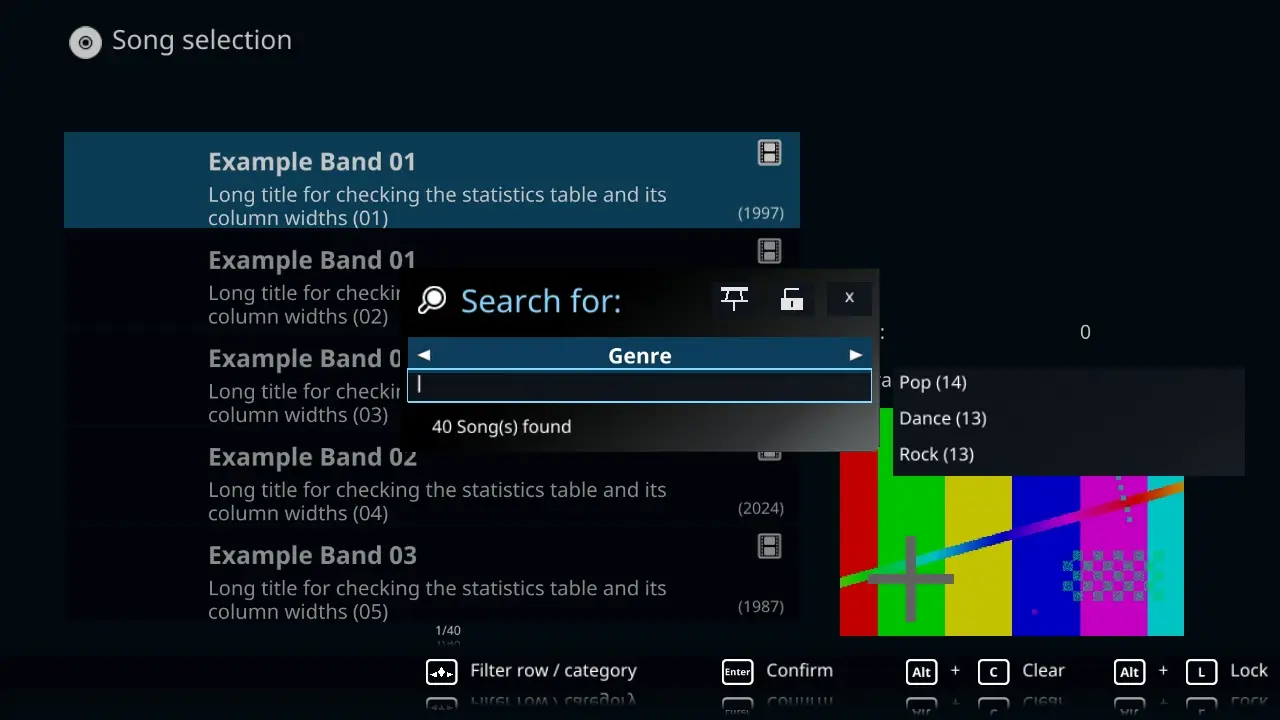 Song selection
Example Band 01
Long title for checking the statistics table and its
column widths (01)
(1997)
Example Band 01
Long title for checkin
column widths (02)
Example Band 0
Long title for checkin
column widths (03)
Example Band 02
Long title for checking the statistics table and its
column widths (04)
(2024)
Example Band 03
Long title for checking the statistics table and its
column widths (05)
(1987)
1/40
Search for:
x
Genre
40 Song(s) found
: 0
a
Pop (14)
Dance (13)
Rock (13)
Filter row / category
Enter Confirm
Alt + C Clear
Alt + L Lock